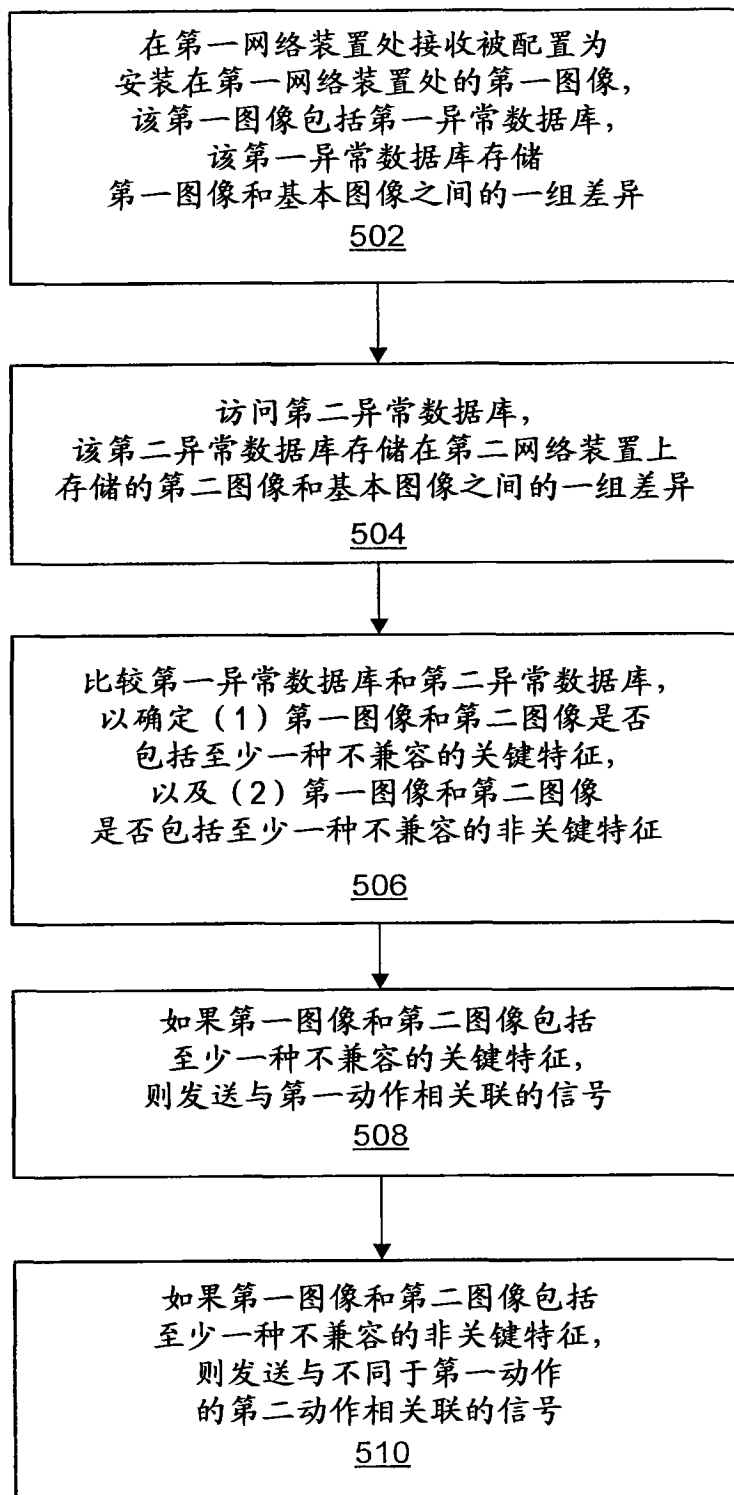 在第一网络装置处接收被配置为
安装在第一网络装置处的第一图像，
该第一图像包括第一异常数据库，
该第一异常数据库存储
第一图像和基本图像之间的一组差异
502
访问第二异常数据库，
该第二异常数据库存储在第二网络装置上
存储的第二图像和基本图像之间的一组差异
504
比较第一异常数据库和第二异常数据库，
以确定（1）第一图像和第二图像是否
包括至少一种不兼容的关键特征，
以及（2）第一图像和第二图像
是否包括至少一种不兼容的非关键特征
506
如果第一图像和第二图像包括
至少一种不兼容的关键特征，
则发送与第一动作相关联的信号
508
如果第一图像和第二图像包括
至少一种不兼容的非关键特征，
则发送与不同于第一动作
的第二动作相关联的信号
510